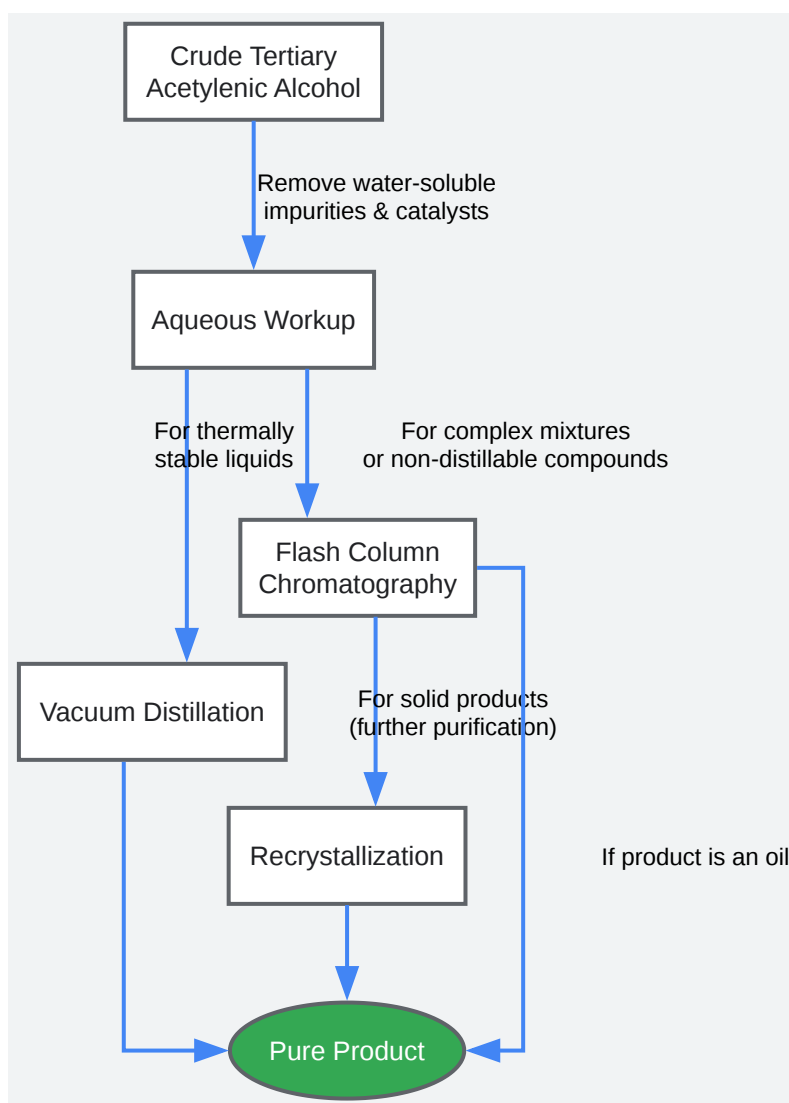 Crude Tertiary
Acetylenic Alcohol
Remove water-soluble
impurities & catalysts
Aqueous Workup
For thermally
stable liquids
For complex mixtures
or non-distillable compounds
Flash Column
Chromatography
Vacuum Distillation
For solid products
(further purification)
Recrystallization
If product is an oil
Pure Product